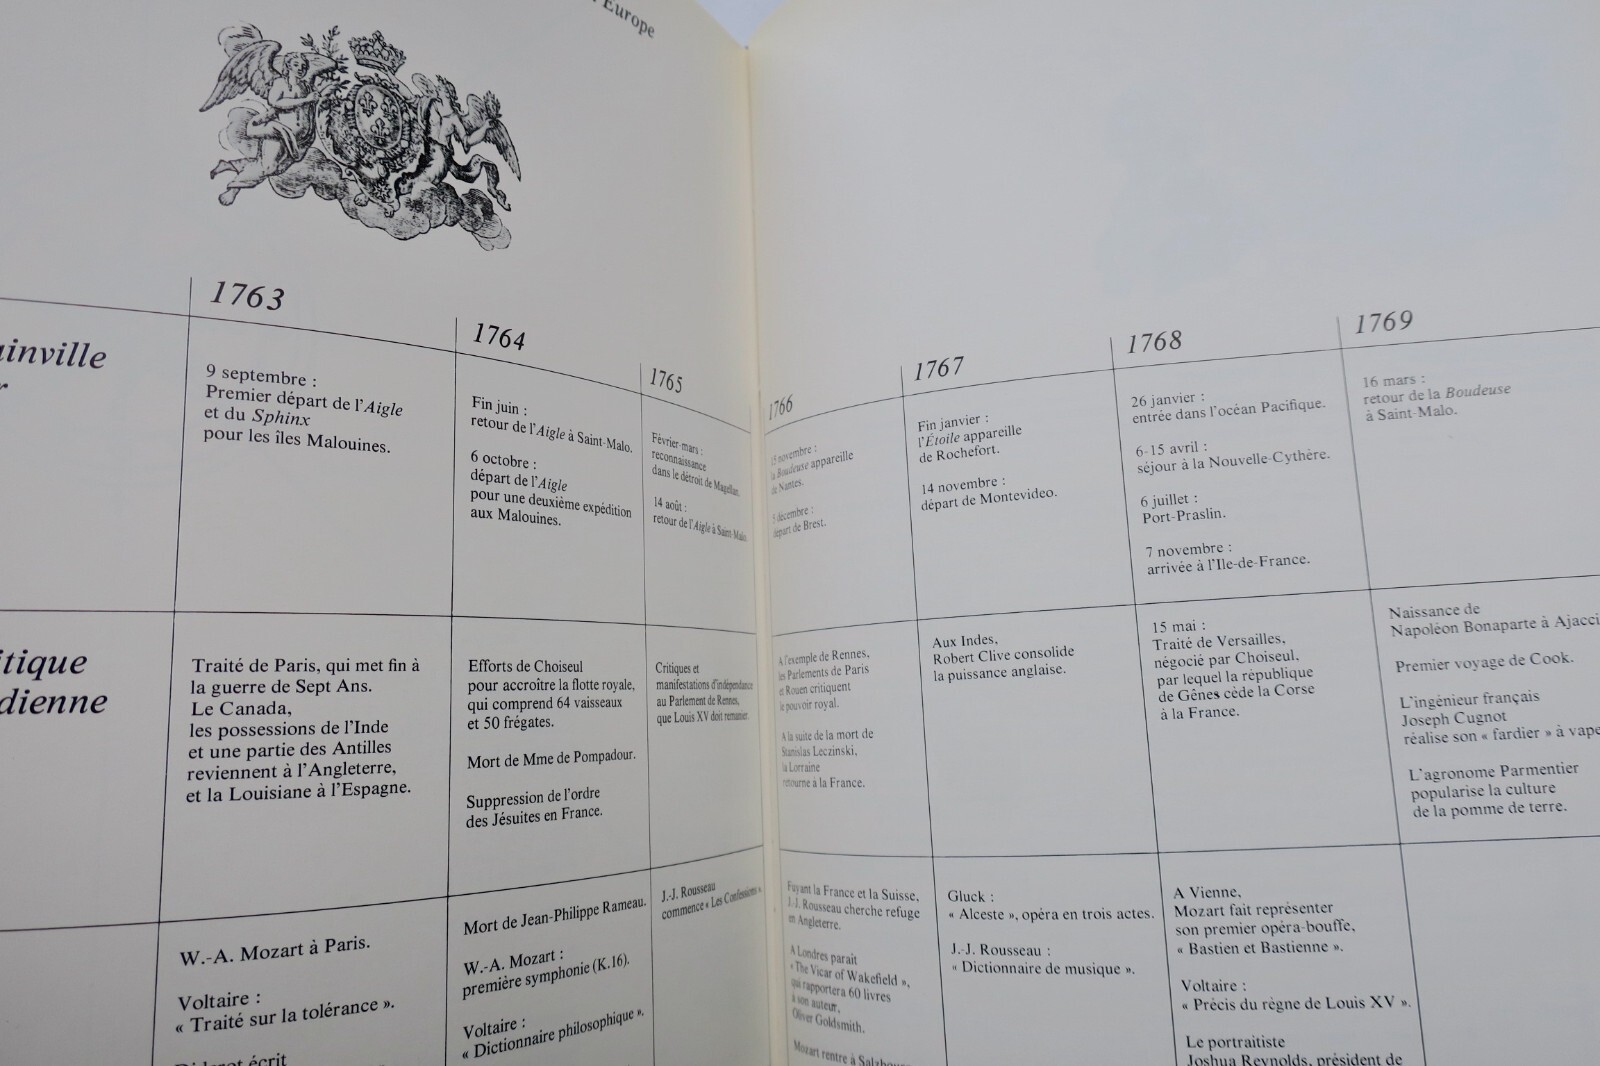 Europe
1763
1764
1765
1766
1767
1768
1769
ainville
9 septembre :
Premier départ de l'Aigle
et du Sphinx
pour les îles Malouines.
Fin juin :
retour de l'Aigle à Saint-Malo.
6 octobre :
départ de l'Aigle
pour une deuxième expédition
aux Malouines.
Février-mars :
reconnaissance
dans le détroit de Magellan.
14 août :
retour de l'Aigle à Saint-Malo.
novembre :
la Boudeuse appareille
de Nantes.
décembre :
départ de Brest.
Fin janvier :
l'Étoile appareille
de Rochefort.
14 novembre :
départ de Montevideo.
26 janvier :
entrée dans l'océan Pacifique.
6-15 avril :
séjour à la Nouvelle-Cythère.
6 juillet :
Port-Praslin.
7 novembre :
arrivée à l'Ile-de-France.
16 mars :
retour de la Boudeuse
à Saint-Malo.
itique
dienne
Traité de Paris, qui met fin à
la guerre de Sept Ans.
Le Canada,
les possessions de l'Inde
et une partie des Antilles
reviennent à l'Angleterre,
et la Louisiane à l'Espagne.
Efforts de Choiseul
pour accroître la flotte royale,
qui comprend 64 vaisseaux
et 50 frégates.
Mort de Mme de Pompadour.
Suppression de l'ordre
des Jésuites en France.
Critiques et
manifestations d'indépendance
au Parlement de Rennes,
que Louis XV doit remanier.
A l'exemple de Rennes,
les Parlements de Paris
et Rouen critiquent
le pouvoir royal.
A la suite de la mort de
Stanislas Leczinski,
la Lorraine
retourne à la France.
Aux Indes,
Robert Clive consolide
la puissance anglaise.
15 mai :
Traité de Versailles,
négocié par Choiseul,
par lequel la république
de Gênes cède la Corse
à la France.
Naissance de
Napoléon Bonaparte à Ajacci
Premier voyage de Cook.
L'ingénieur français
Joseph Cugnot
réalise son « fardier » à vape
L'agronome Parmentier
popularise la culture
de la pomme de terre.
W.-A. Mozart à Paris.
Voltaire :
« Traité sur la tolérance ».
écrit
Mort de Jean-Philippe Rameau.
W.-A. Mozart :
première symphonie (K.16).
Voltaire :
« Dictionnaire philosophique ».
J.-J. Rousseau
commence « Les Confessions ».
Fuyant la France et la Suisse,
J.-J. Rousseau cherche refuge
en Angleterre.
A Londres paraît
« The Vicar of Wakefield »,
qui rapportera 60 livres
à son auteur,
Oliver Goldsmith.
Mozart rentre à Salzbou
Gluck :
« Alceste », opéra en trois actes.
J.-J. Rousseau :
« Dictionnaire de musique ».
A Vienne,
Mozart fait représenter
son premier opéra-bouffe,
« Bastien et Bastienne ».
Voltaire :
« Précis du règne de Louis XV ».
Le portraitiste
Joshua Reynolds, président de